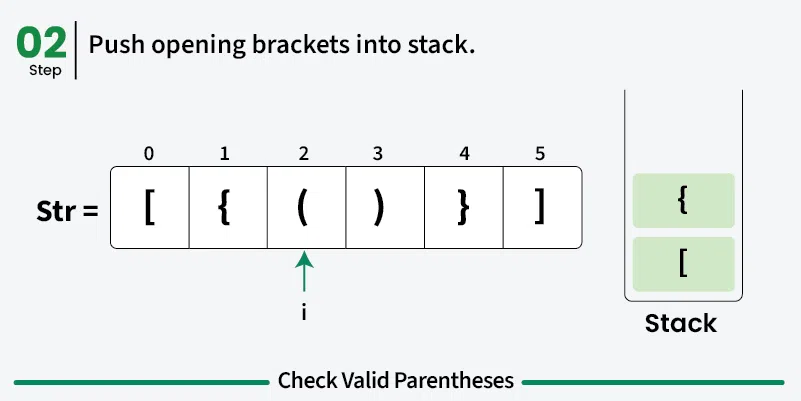 02
Step
Push opening brackets into stack.
0 1 2 3 4 5
Str = [ { ( ) } ]
i
{
[
Stack
Check Valid Parentheses